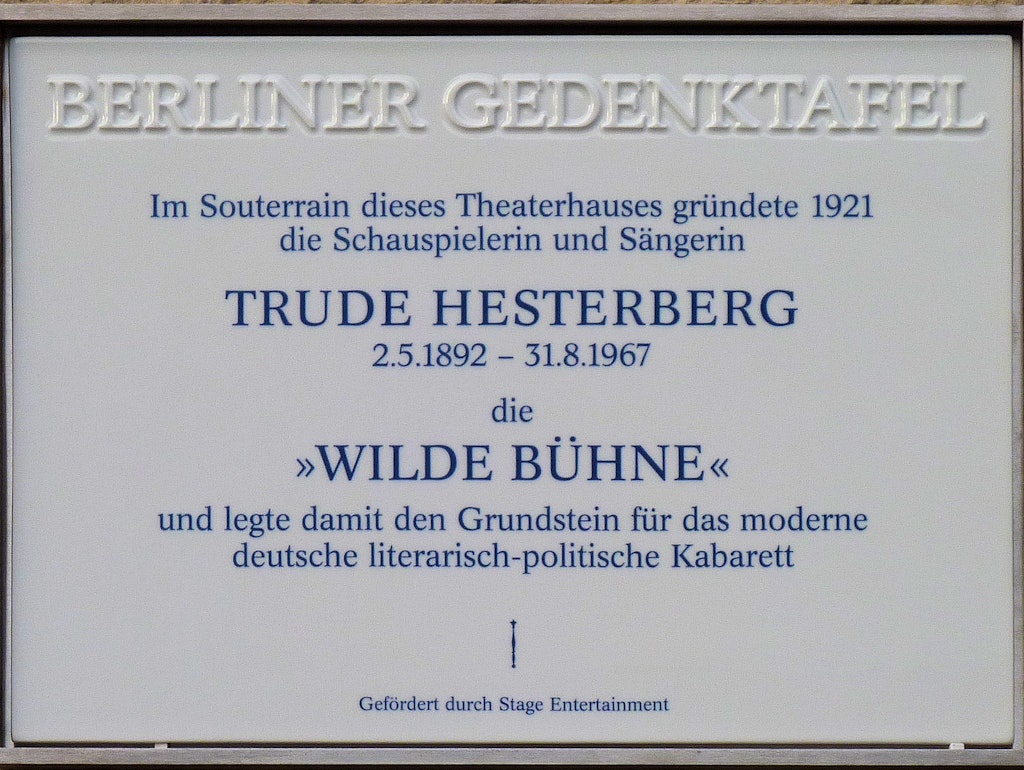 BERLINER GEDENKTAFEL
Im Souterrain dieses Theaterhauses gründete 1921
die Schauspielerin und Sängerin
TRUDE HESTERBERG
2.5.1892 – 31.8.1967
die
»WILDE BÜHNE«
und legte damit den Grundstein für das moderne
deutsche literarisch-politische Kabarett
Gefördert durch Stage Entertainment